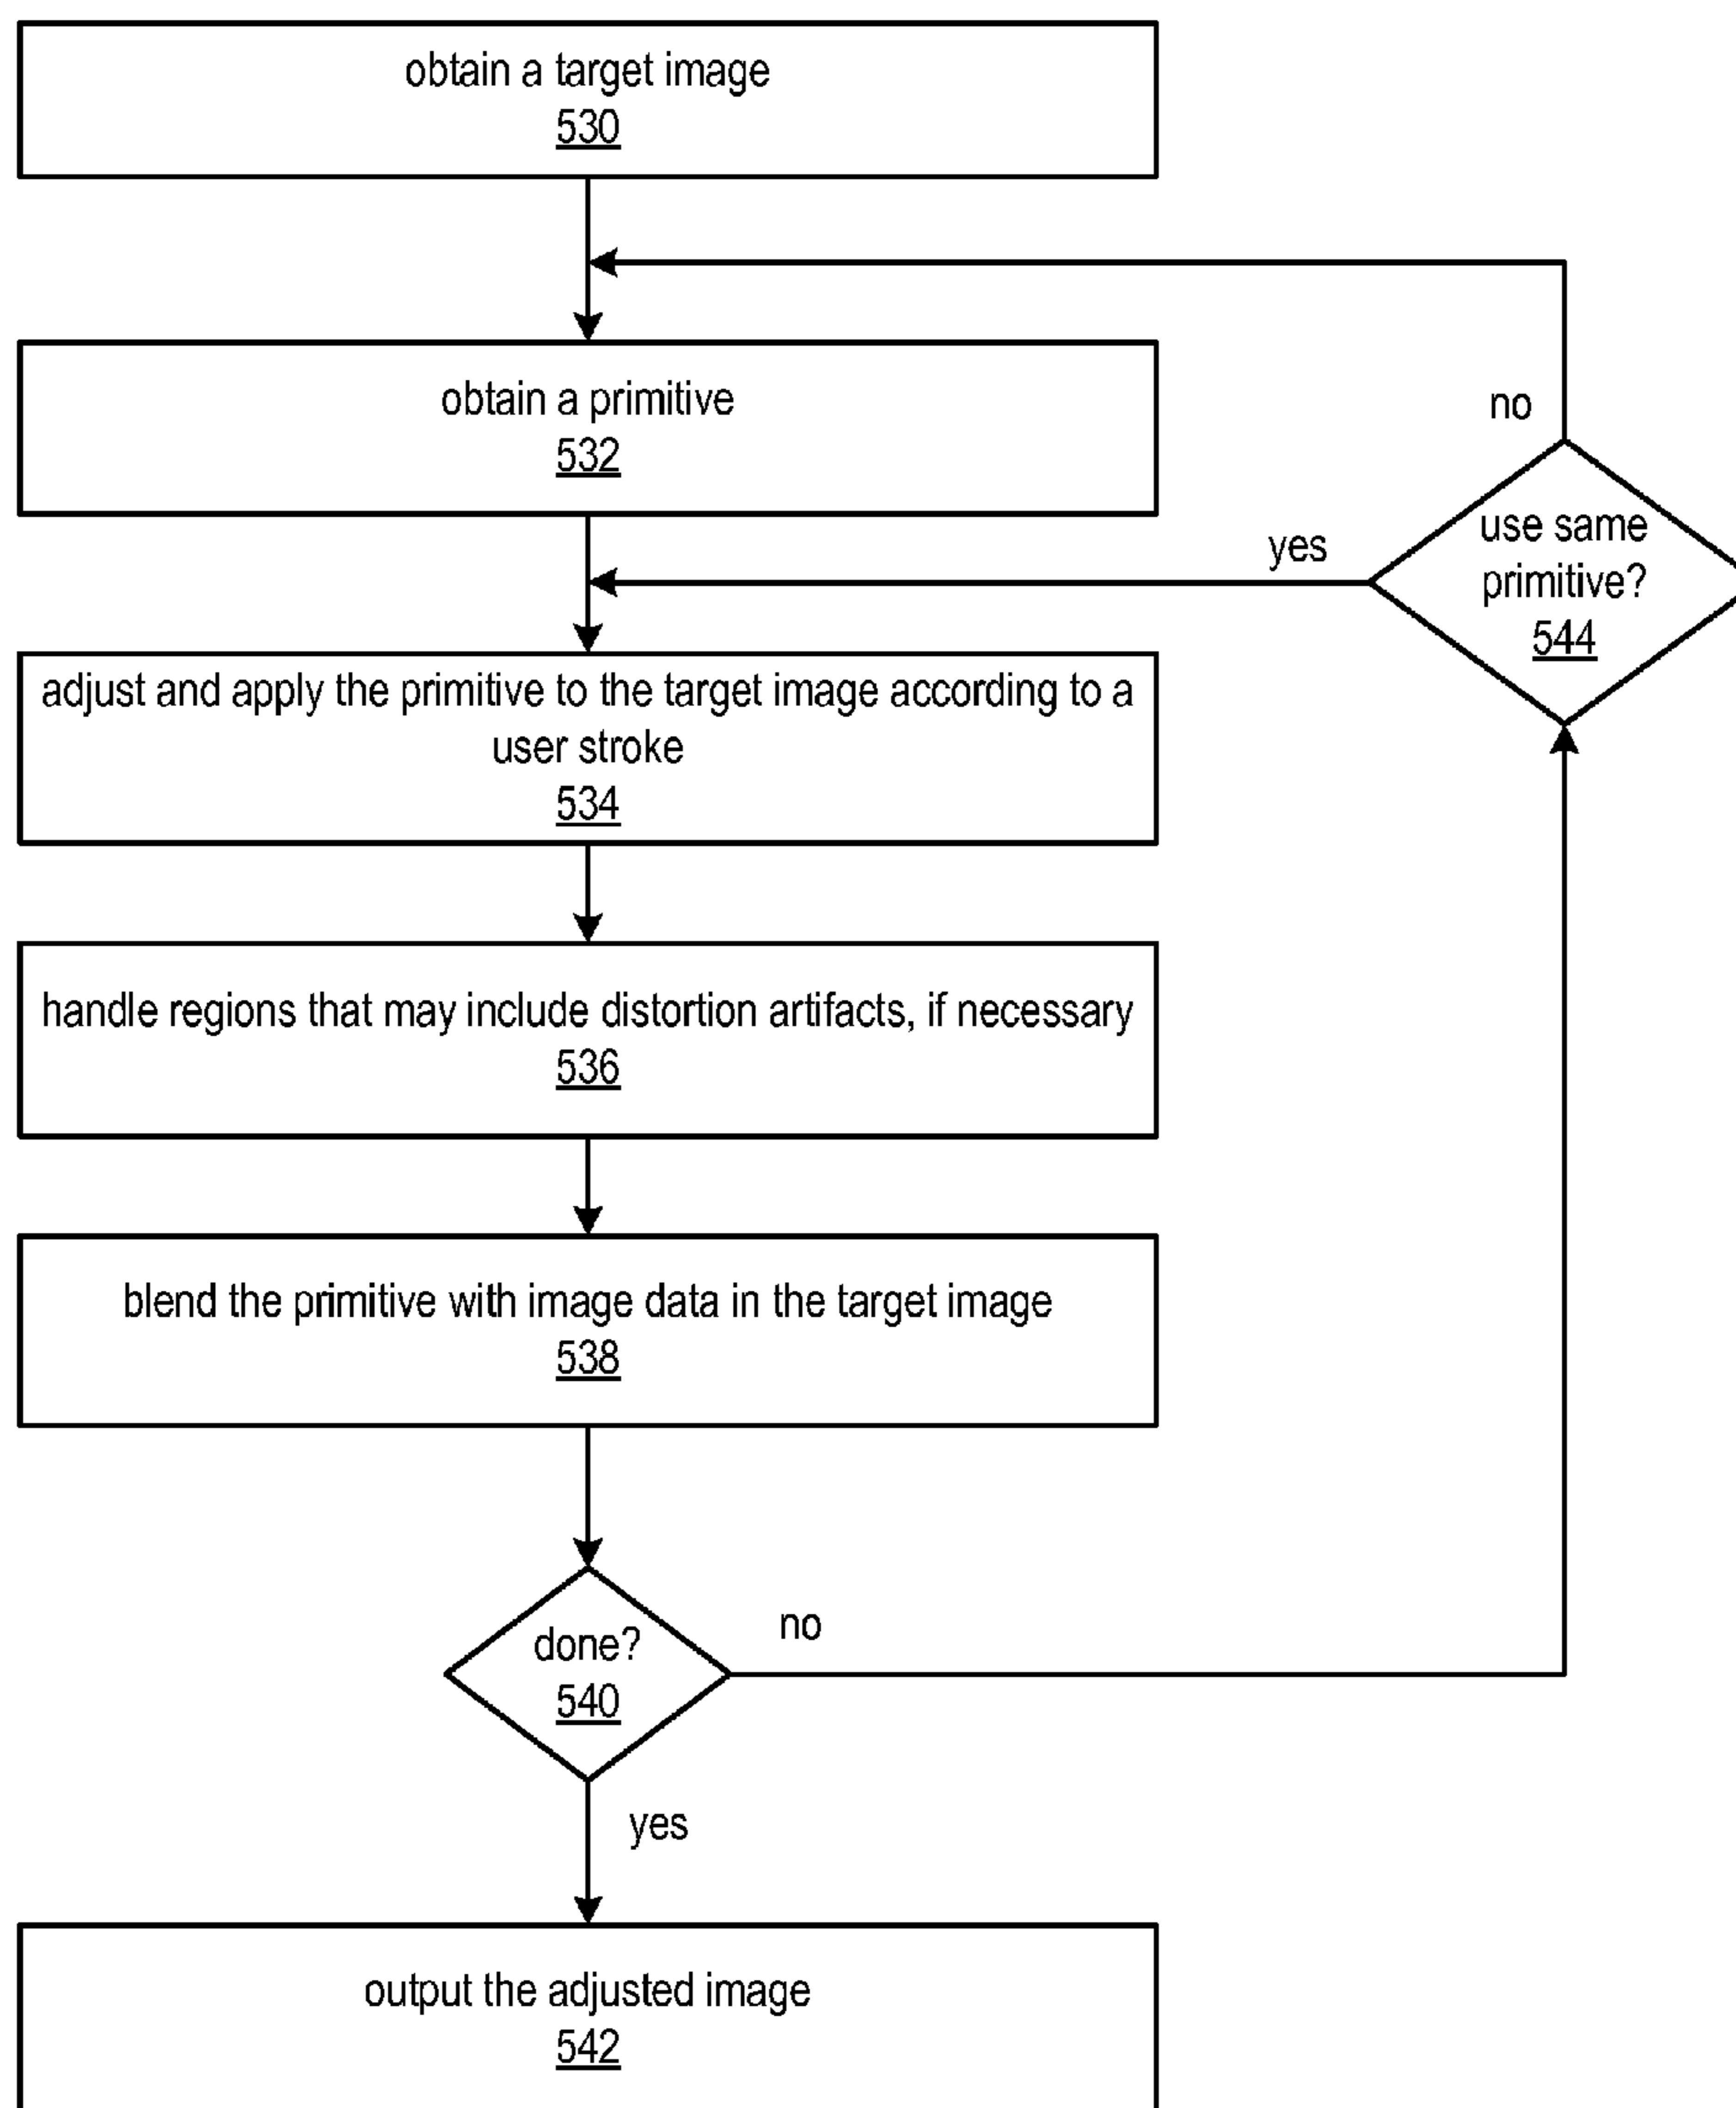 obtain a target image
530
obtain a primitive
532
no
yes
use same
primitive?
544
adjust and apply the primitive to the target image according to a
user stroke
534
handle regions that may include distortion artifacts, if necessary
536
blend the primitive with image data in the target image
538
done?
540
no
yes
output the adjusted image
542